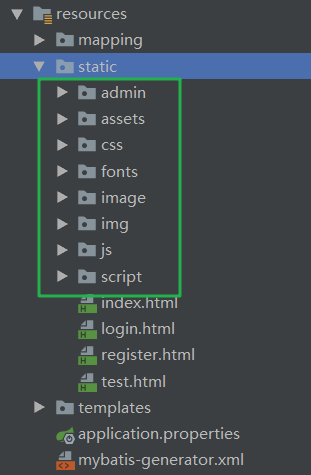 resources
mapping
static
admin
assets
css
fonts
image
img
js
script
index.html
login.html
register.html
test.html
templates
application.properties
mybatis-generator.xml